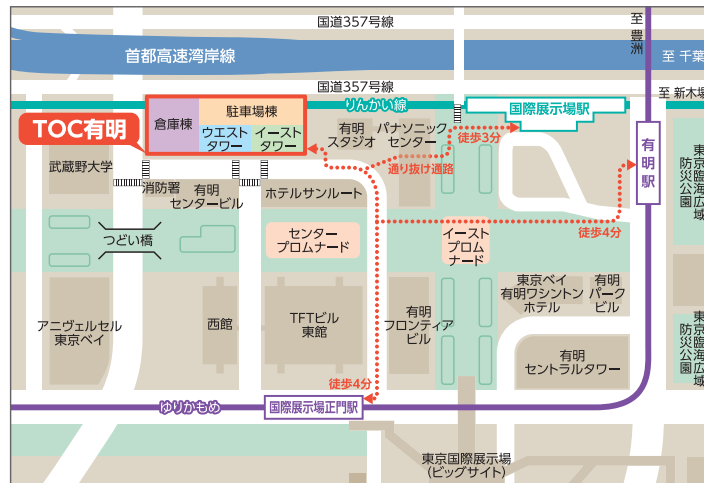 国道357号線
至
豊
洲
首都高速湾岸線
至 千葉
国道357号線
至 新木場
りんかい線
国際展示場駅
倉庫棟
駐車場棟
ウエスト
タワー
イースト
タワー
TOC有明
有明
スタジオ
パナソニック
センター
徒歩3分
通り抜け通路
有明駅
東京臨海広域
防災公園
武蔵野大学
消防署
有明
センタービル
ホテルサンルート
つどい橋
センター
プロムナード
イースト
プロム
ナード
徒歩4分
アニヴェルセル
東京ベイ
西館
TFTビル
東館
有明
フロンティア
ビル
東京ベイ
有明ワシントン
ホテル
有明
パーク
ビル
東京臨海広域
防災公園
有明
セントラルタワー
徒歩4分
ゆりかもめ
国際展示場正門駅
東京国際展示場
(ビッグサイト)